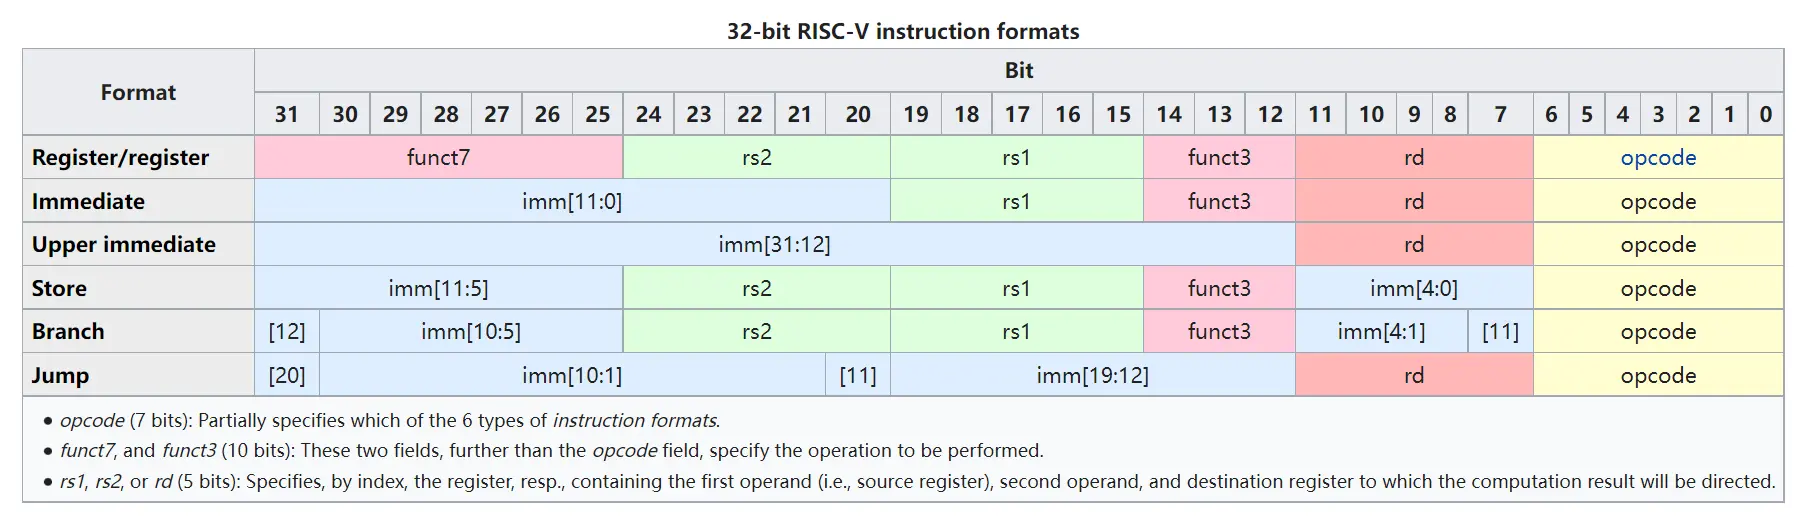 32-bit RISC-V instruction formats
Format Bit
31 30 29 28 27 26 25 24 23 22 21 20 19 18 17 16 15 14 13 12 11 10 9 8 7 6 5 4 3 2 1 0
Register/register funct7 rs2 rs1 funct3 rd opcode
Immediate imm[11:0] rs1 funct3 rd opcode
Upper immediate imm[31:12] rd opcode
Store imm[11:5] rs2 rs1 funct3 imm[4:0] opcode
Branch [12] imm[10:5] rs2 rs1 funct3 imm[4:1] [11] opcode
Jump [20] imm[10:1] [11] imm[19:12] rd opcode
• opcode (7 bits): Partially specifies which of the 6 types of instruction formats.
• funct7, and funct3 (10 bits): These two fields, further than the opcode field, specify the operation to be performed.
• rs1, rs2, or rd (5 bits): Specifies, by index, the register, resp., containing the first operand (i.e., source register), second operand, and destination register to which the computation result will be directed.